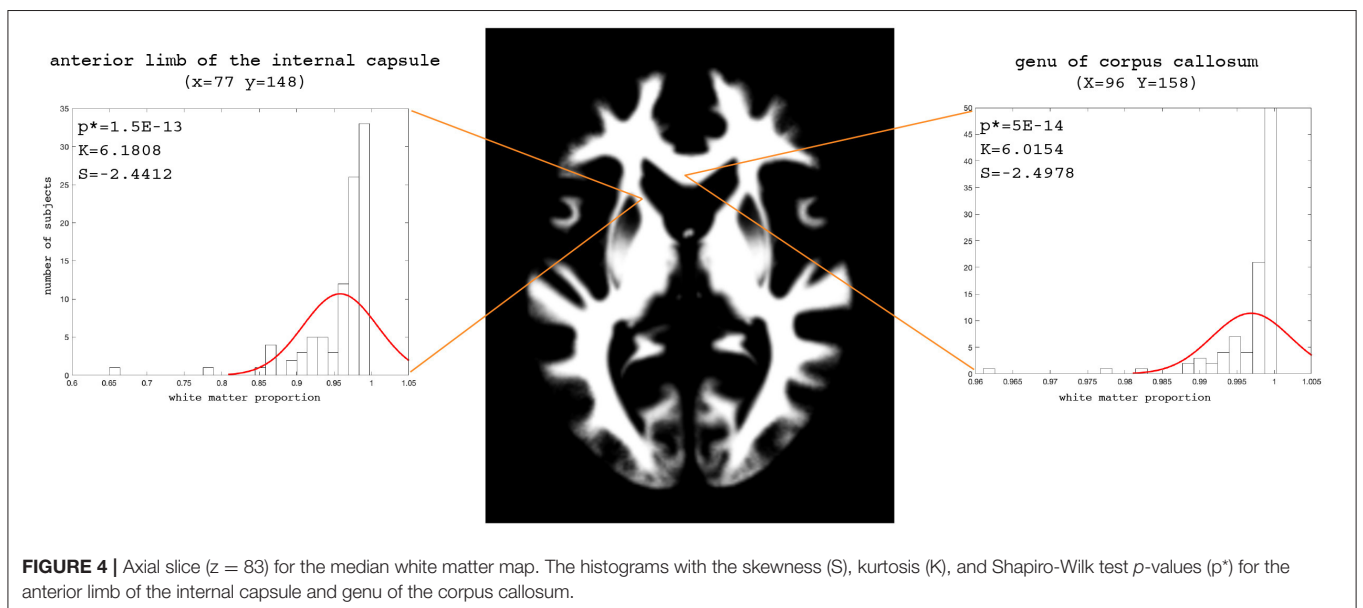 anterior limb of the internal capsule
(x=77 y=148)
p*=1.5E-13
K=6.1808
S=-2.4412
number of subjects
35
30
25
20
15
10
5
0
0.6 0.65 0.7 0.75 0.8 0.85 0.9 0.95 1 1.05
white matter proportion
genu of corpus callosum
(X=96 Y=158)
p*=5E-14
K=6.0154
S=-2.4978
50
45
40
35
30
25
20
15
10
5
0
0.96 0.965 0.97 0.975 0.98 0.985 0.99 0.995 1 1.005
white matter proportion
FIGURE 4 | Axial slice (z = 83) for the median white matter map. The histograms with the skewness (S), kurtosis (K), and Shapiro-Wilk test p-values (p*) for the
anterior limb of the internal capsule and genu of the corpus callosum.